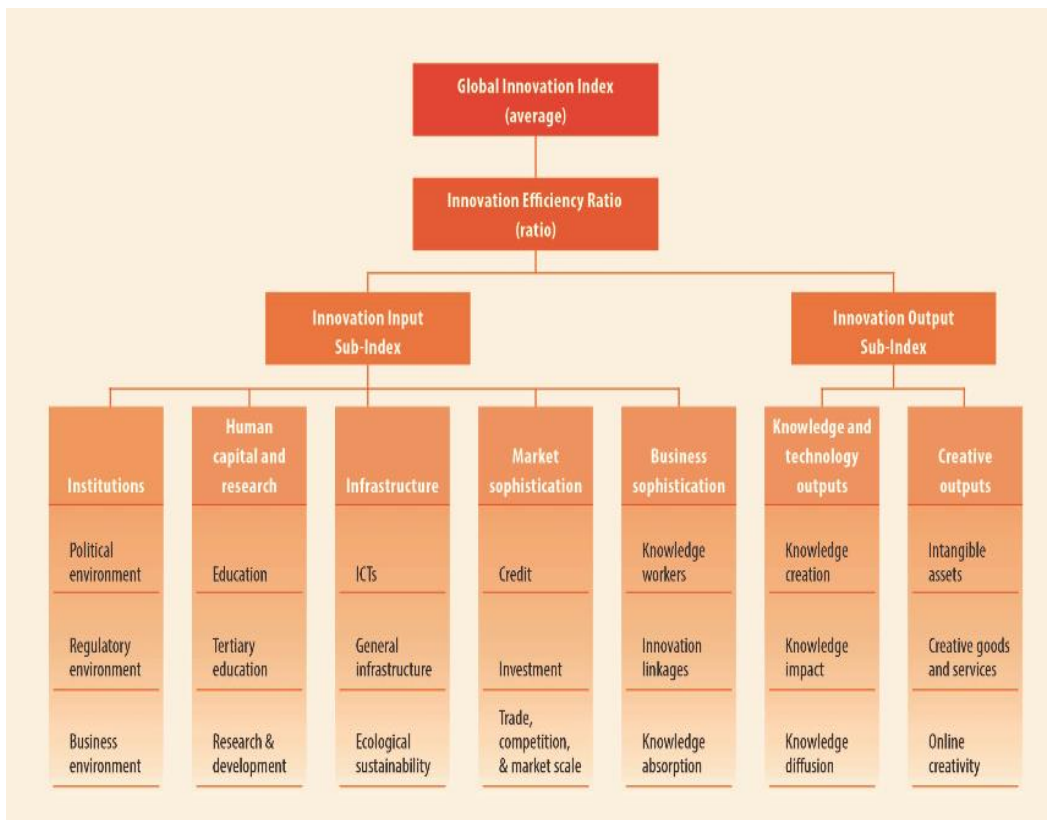 Global Innovation Index
(average)
Innovation Efficiency Ratio
(ratio)
Innovation Input
Sub-Index
Innovation Output
Sub-Index
Institutions
Human
capital and
research
Infrastructure
Market
sophistication
Business
sophistication
Knowledge and
technology
outputs
Creative
outputs
Political
environment
Education
ICTs
Credit
Knowledge
workers
Knowledge
creation
Intangible
assets
Regulatory
environment
Tertiary
education
General
infrastructure
Investment
Innovation
linkages
Knowledge
impact
Creative goods
and services
Business
environment
Research &
development
Ecological
sustainability
Trade,
competition,
& market scale
Knowledge
absorption
Knowledge
diffusion
Online
creativity